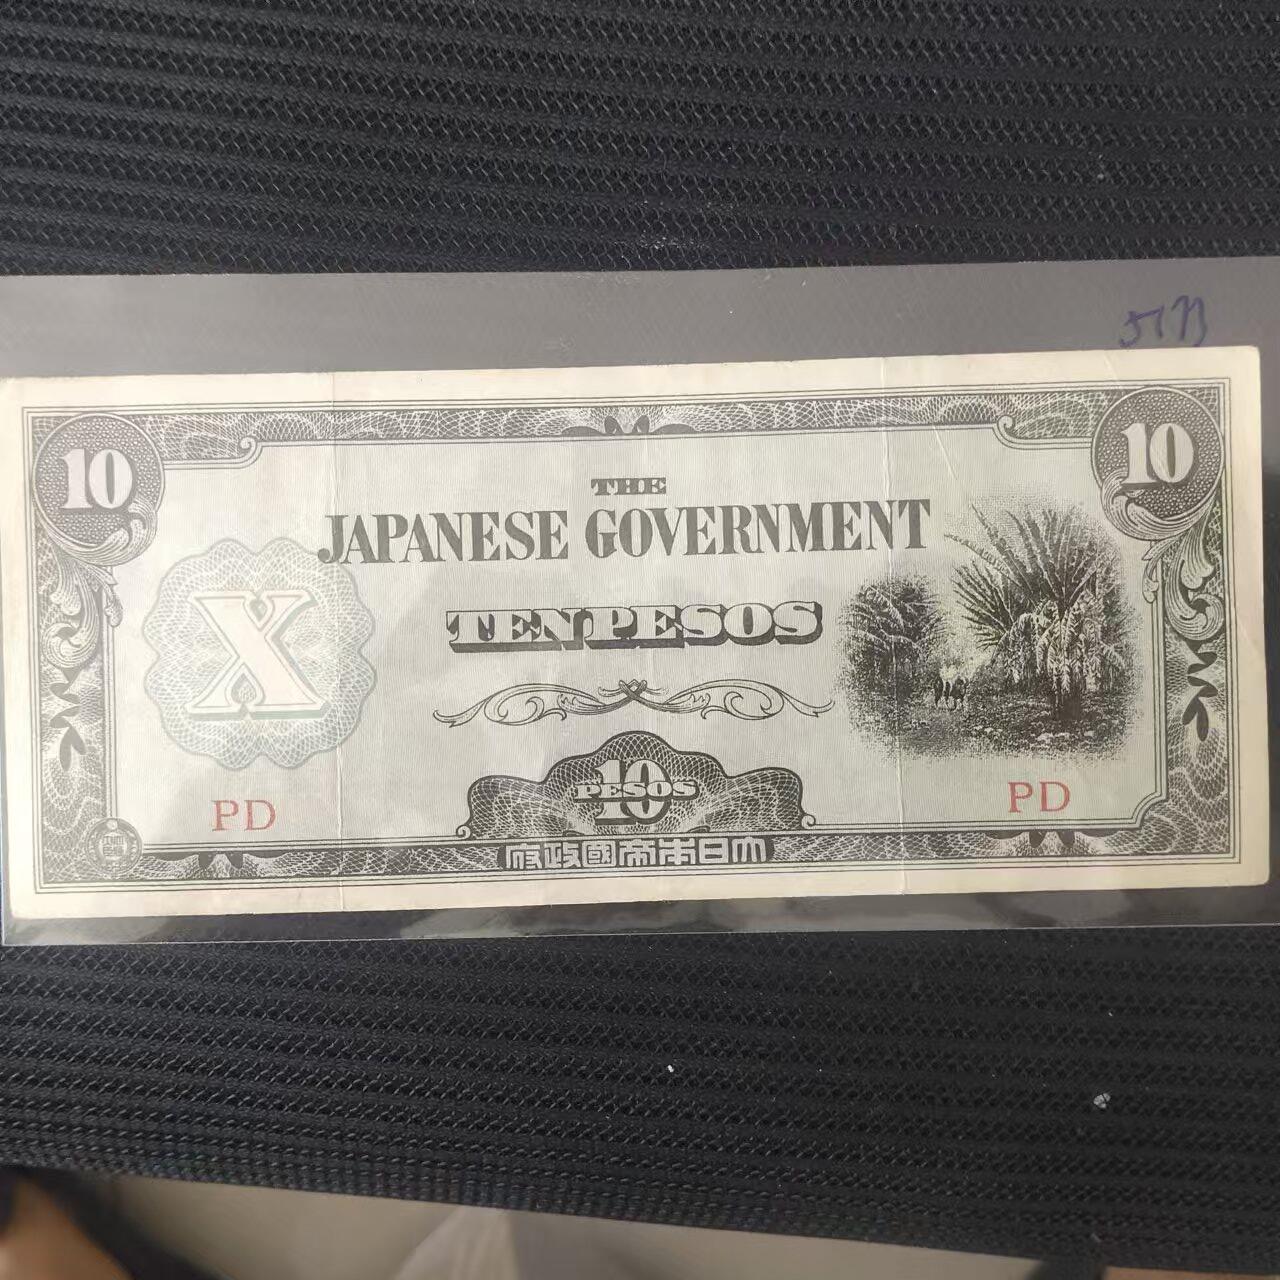 10
10
THE
JAPANESE GOVERNMENT
TEN PESOS
X
10
PESOS
PD
PD
府政國帝本日大